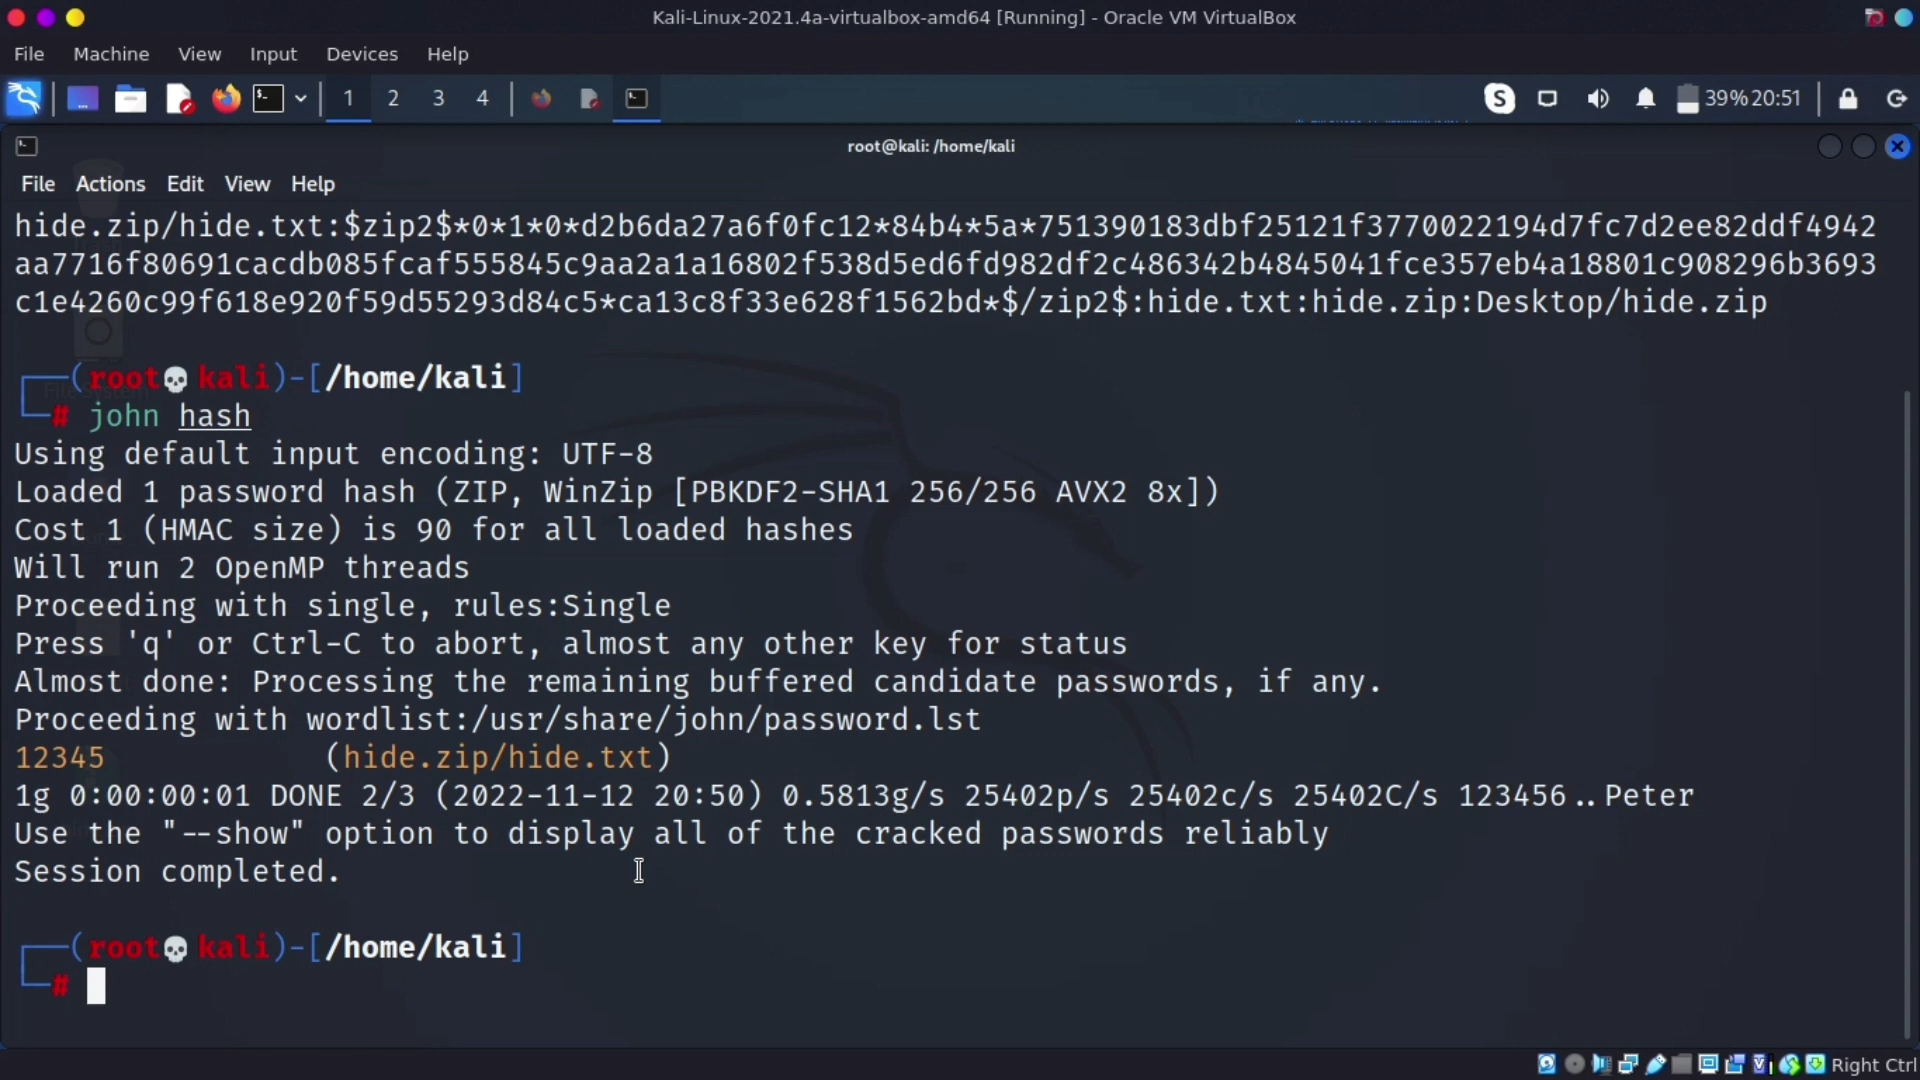 Kali-Linux-2021.4a-virtualbox-amd64 [Running] - Oracle VM VirtualBox
File Machine View Input Devices Help
1 2 3 4 39% 20:51
root@kali: /home/kali
File Actions Edit View Help
hide.zip/hide.txt:$zip2$*0*1*0*d2b6da27a6f0fc12*84b4*5a*751390183dbf25121f3770022194d7fc7d2ee82ddf4942
aa7716f80691cacdb085fcaf555845c9aa2a1a16802f538d5ed6fd982df2c486342b4845041fce357eb4a18801c908296b3693
c1e4260c99f618e920f59d55293d84c5*ca13c8f33e628f1562bd*$/zip2$:hide.txt:hide.zip:Desktop/hide.zip
(root💀kali)-[/home/kali]
# john hash
Using default input encoding: UTF-8
Loaded 1 password hash (ZIP, WinZip [PBKDF2-SHA1 256/256 AVX2 8x])
Cost 1 (HMAC size) is 90 for all loaded hashes
Will run 2 OpenMP threads
Proceeding with single, rules:Single
Press 'q' or Ctrl-C to abort, almost any other key for status
Almost done: Processing the remaining buffered candidate passwords, if any.
Proceeding with wordlist:/usr/share/john/password.lst
12345 (hide.zip/hide.txt)
1g 0:00:00:01 DONE 2/3 (2022-11-12 20:50) 0.5813g/s 25402p/s 25402c/s 25402C/s 123456..Peter
Use the "--show" option to display all of the cracked passwords reliably
Session completed.
(root💀kali)-[/home/kali]
#
Right Ctrl